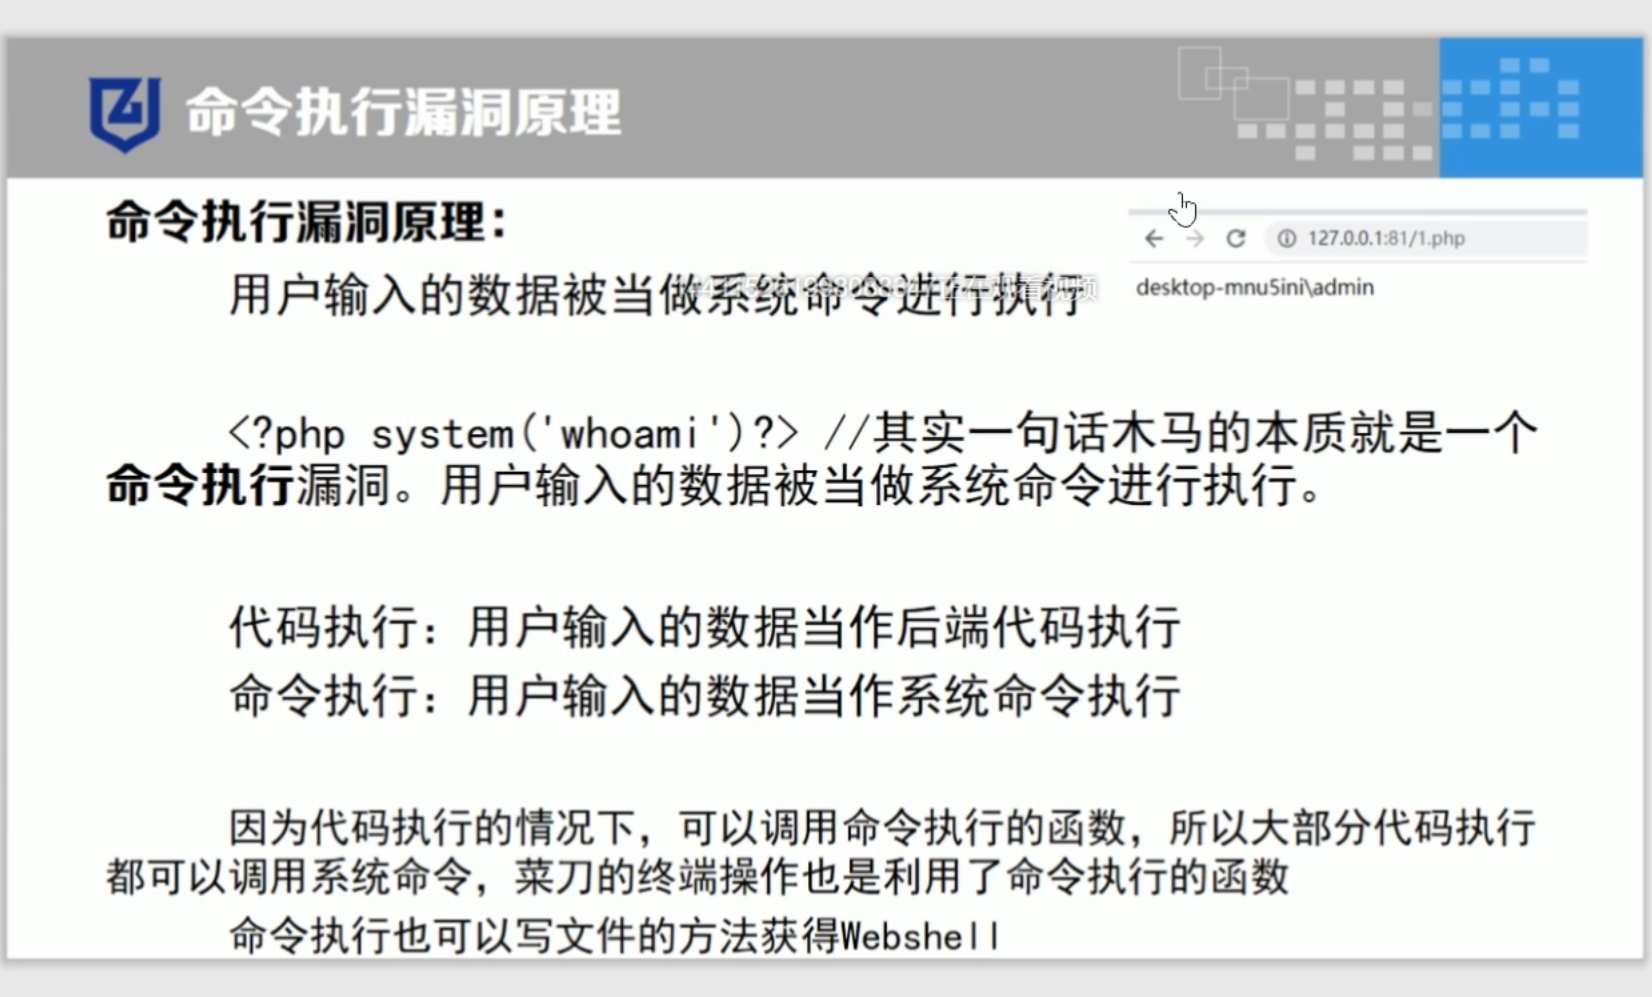 命令执行漏洞原理
命令执行漏洞原理：
127.0.0.1:81/1.php
用户输入的数据被当做系统命令进行执行
正在观看视频
desktop-mnu5ini\admin
<?php system('whoami')?> //其实一句话木马的本质就是一个
命令执行漏洞。用户输入的数据被当做系统命令进行执行。
代码执行：用户输入的数据当作后端代码执行
命令执行：用户输入的数据当作系统命令执行
因为代码执行的情况下，可以调用命令执行的函数，所以大部分代码执行
都可以调用系统命令，菜刀的终端操作也是利用了命令执行的函数
命令执行也可以写文件的方法获得Webshell